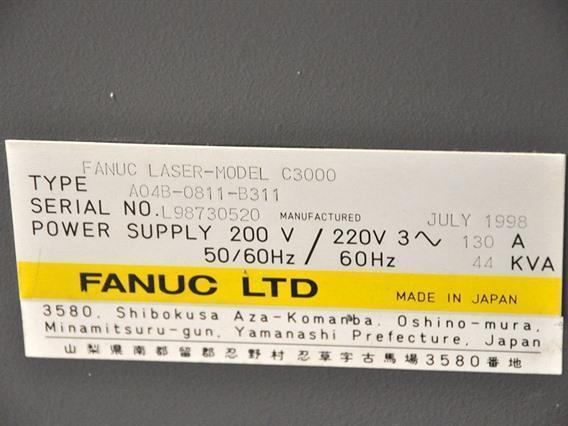 FANUC LASER-MODEL C3000
TYPE A04B-0811-B311
SERIAL NO.L98730520 MANUFACTURED JULY 1998
POWER SUPPLY 200 V / 220V 3～ 130 A
50/60Hz / 60Hz 44 KVA
FANUC LTD MADE IN JAPAN
3580. Shibokusa Aza-Komanba. Oshino-mura.
Minamitsuru-gun. Yamanashi Prefecture, Japan
山梨県南都留郡忍野村忍草字古馬場3580番地